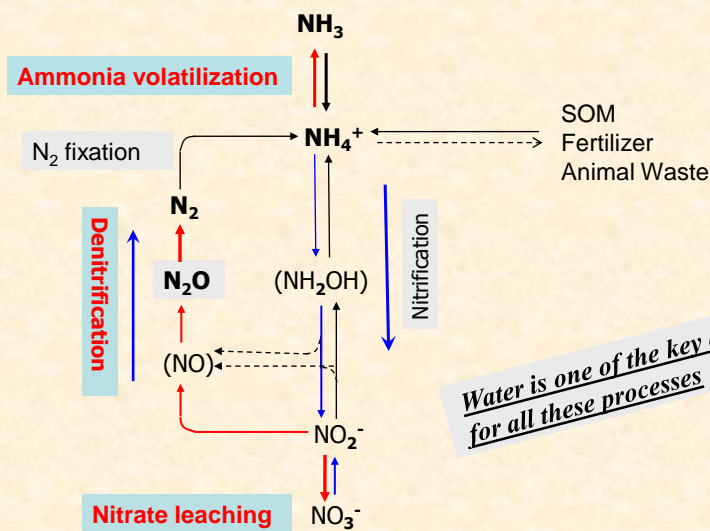 NH₃
Ammonia volatilization
SOM
NH₄⁺
Fertilizer
N₂ fixation
Animal Waste
N₂
Denitrification
Nitrification
N₂O
(NH₂OH)
(NO)
Water is one of the key
for all these processes
NO₂⁻
Nitrate leaching
NO₃⁻